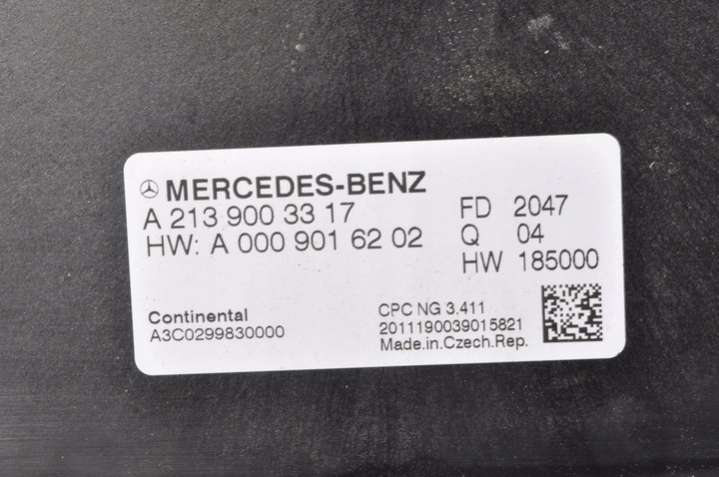 MERCEDES-BENZ
A 213 900 33 17
HW: A 000 901 62 02
FD 2047
Q 04
HW 185000
Continental
A3C0299830000
CPC NG 3.411
2011190039015821
Made.in.Czech.Rep.